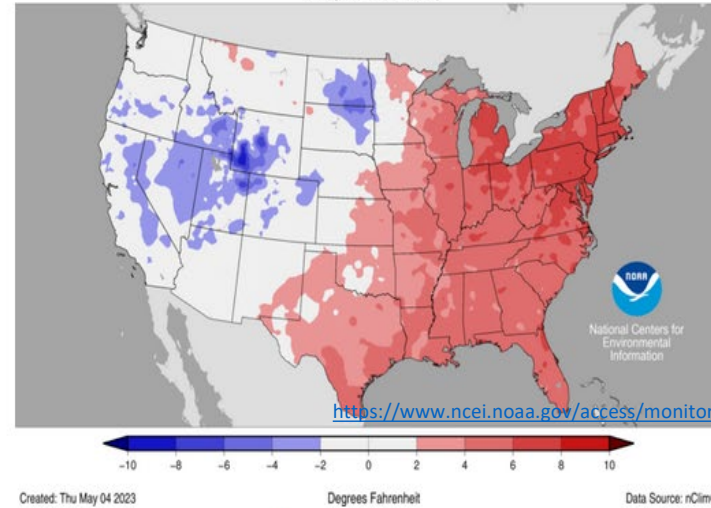 NOAA
National Centers for
Environmental
Information
https://www.ncei.noaa.gov/access/monitor
-10 -8 -6 -4 -2 0 2 4 6 8 10
Created: Thu May 04 2023 Degrees Fahrenheit Data Source: nClim